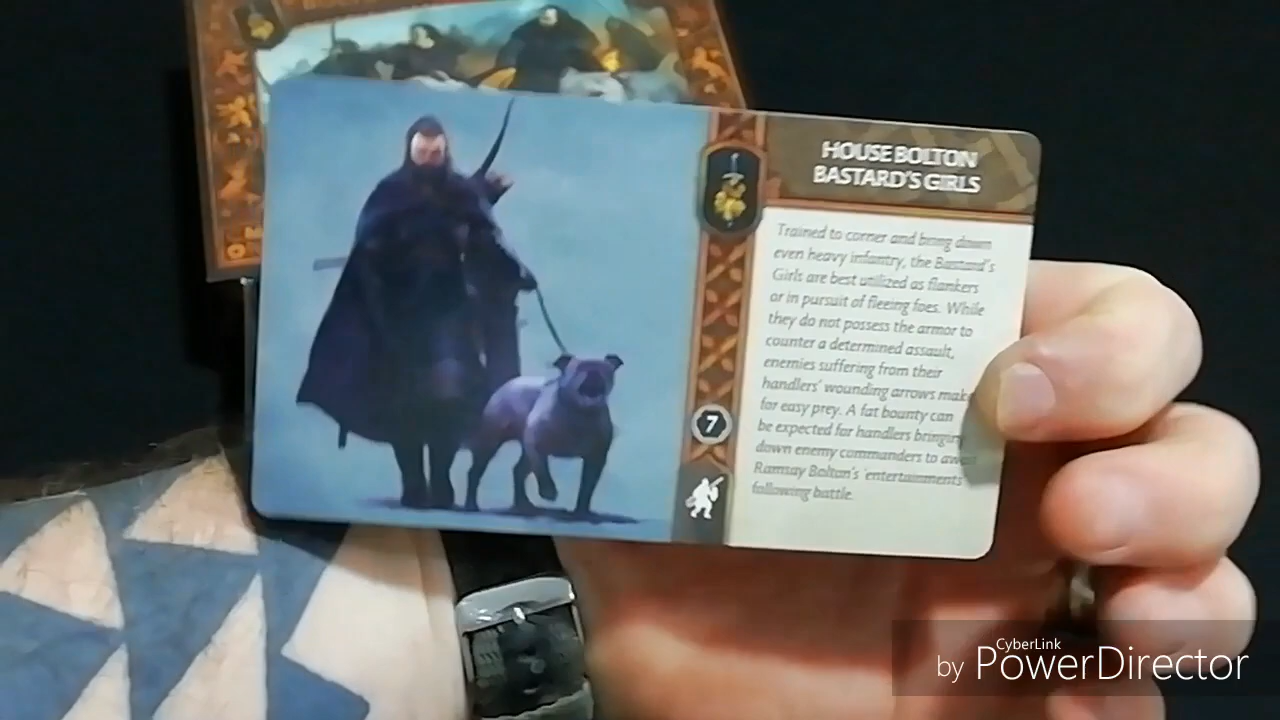 HOUSE BOLTON
BASTARD'S GIRLS
Trained to corner and bring down
even heavy infantry, the Bastard's
Girls are best utilized as flankers
or in pursuit of fleeing foes. While
they do not possess the armor to
counter a determined assault,
enemies suffering from their
handlers' wounding arrows make
for easy prey. A fat bounty can
be expected for handlers bringing
down enemy commanders to await
Ramsay Bolton's 'entertainments'
following battle.
7
CyberLink
by PowerDirector